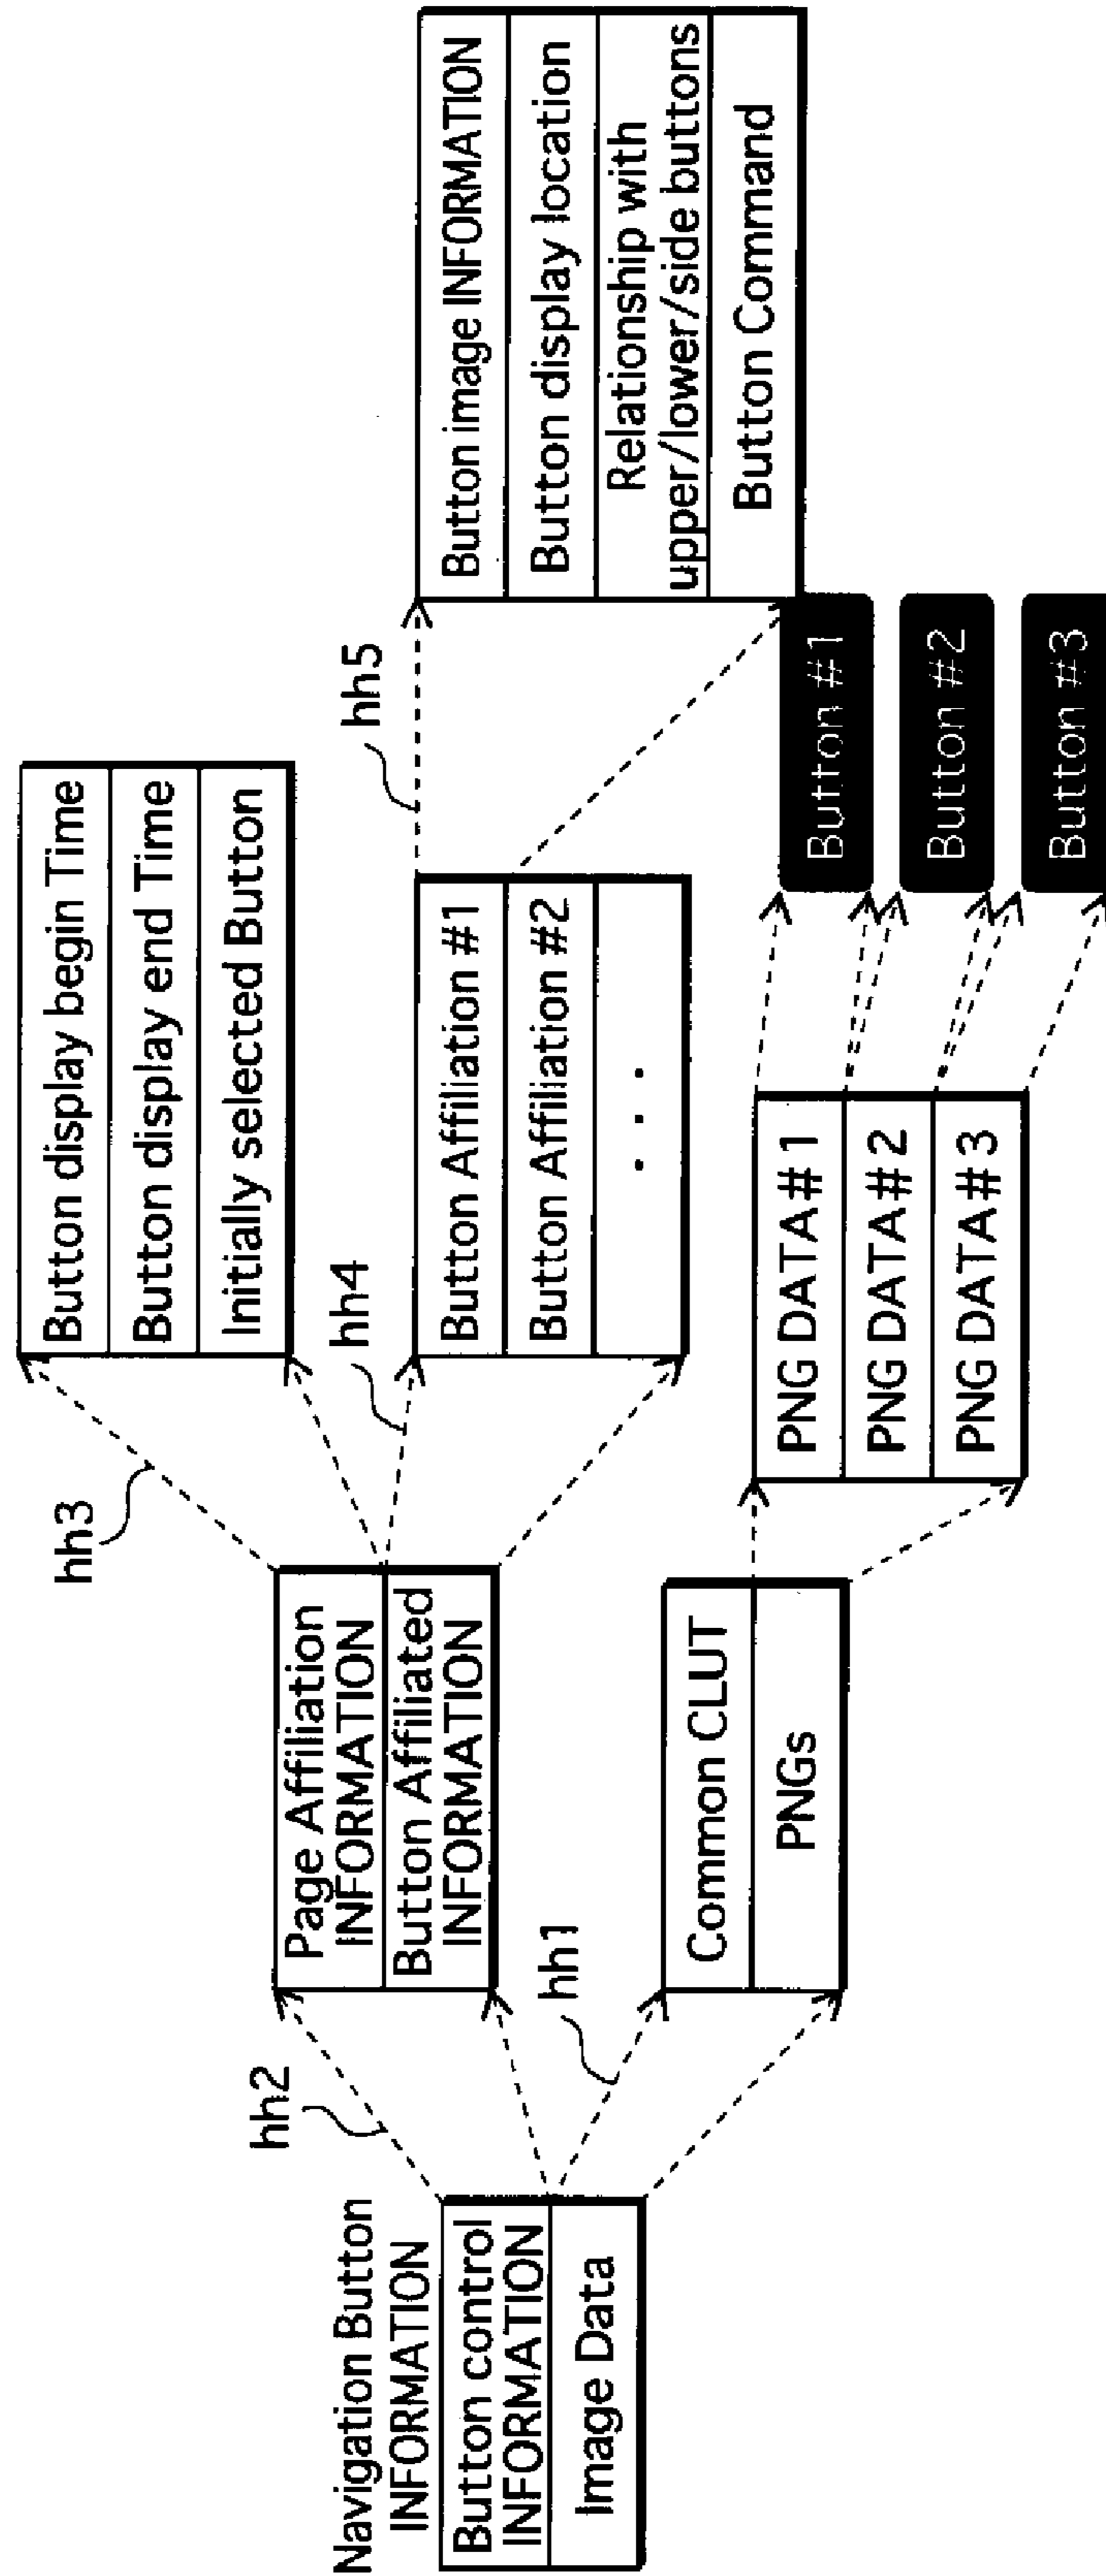 Navigation Button
INFORMATION
Button control
INFORMATION
Image Data
hh2
hh1
Page Affiliation
INFORMATION
Button Affiliated
INFORMATION
Common CLUT
PNGs
hh3
hh4
Button display begin Time
Button display end Time
Initially selected Button
Button Affiliation #1
Button Affiliation #2
. . .
PNG DATA#1
PNG DATA#2
PNG DATA#3
hh5
Button image INFORMATION
Button display location
Relationship with
upper/lower/side buttons
Button Command
Button #1
Button #2
Button #3